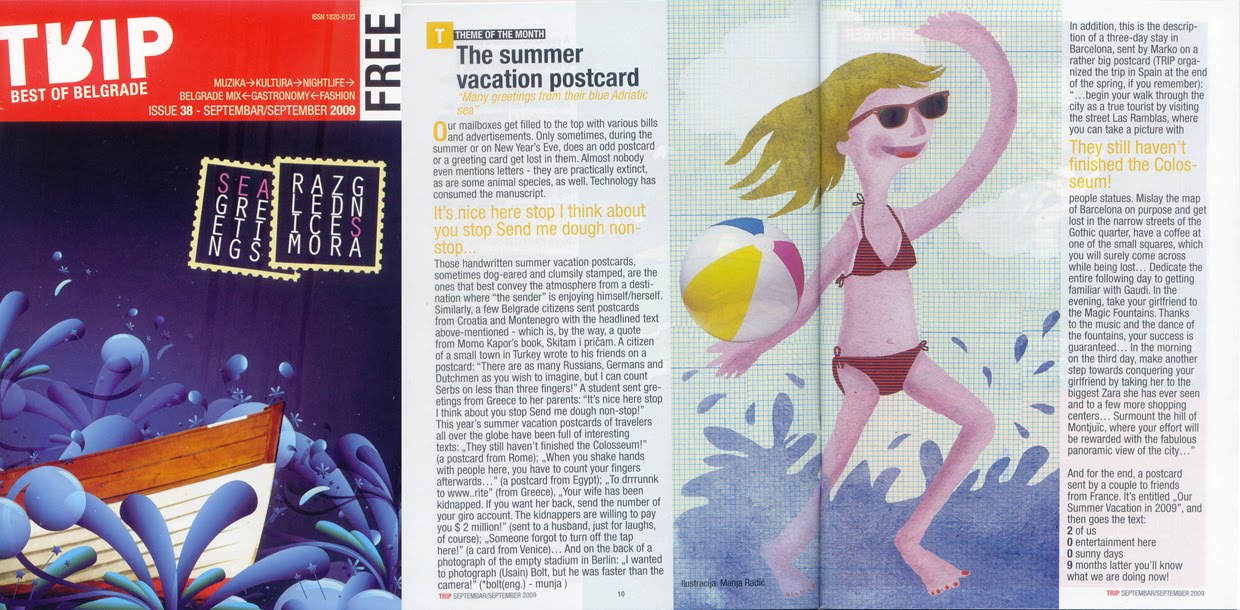 ISSN 1820-6123
TRIP
BEST OF BELGRADE
FREE
MUZIKA→KULTURA→NIGHTLIFE→
BELGRADE MIX←GASTRONOMY←FASHION
ISSUE 38 - SEPTEMBAR/SEPTEMBER 2009
SEA
GRE
ETI
NGS
RAZG
LEDN
ICES
MORA
T THEME OF THE MONTH
The summer
vacation postcard
"Many greetings from their blue Adriatic
sea"
Our mailboxes get filled to the top with various bills
and advertisements. Only sometimes, during the
summer or on New Year's Eve, does an odd postcard
or a greeting card get lost in them. Almost nobody
even mentions letters - they are practically extinct,
as are some animal species, as well. Technology has
consumed the manuscript.
It's nice here stop I think about
you stop Send me dough non-
stop...
Those handwritten summer vacation postcards,
sometimes dog-eared and clumsily stamped, are the
ones that best convey the atmosphere from a desti-
nation where "the sender" is enjoying himself/herself.
Similarly, a few Belgrade citizens sent postcards
from Croatia and Montenegro with the headlined text
above-mentioned - which is, by the way, a quote
from Momo Kapor's book, Skitam i pričam. A citizen
of a small town in Turkey wrote to his friends on a
postcard: "There are as many Russians, Germans and
Dutchmen as you wish to imagine, but I can count
Serbs on less than three fingers!" A student sent gre-
etings from Greece to her parents: "It's nice here stop
I think about you stop Send me dough non-stop!"
This year's summer vacation postcards of travelers
all over the globe have been full of interesting
texts: „They still haven't finished the Colosseum!"
(a postcard from Rome); „When you shake hands
with people here, you have to count your fingers
afterwards…" (a postcard from Egypt); „To drrrunnk
to www..rite" (from Greece), „Your wife has been
kidnapped. If you want her back, send the number of
your giro account. The kidnappers are willing to pay
you $ 2 million!" (sent to a husband, just for laughs,
of course); „Someone forgot to turn off the tap
here!" (a card from Venice)… And on the back of a
photograph of the empty stadium in Berlin: „I wanted
to photograph (Usain) Bolt, but he was faster than the
camera!" (*bolt(eng.) - munja )
TRIP SEPTEMBAR/SEPTEMBER 2009
10
Ilustracija: Manja Radić
In addition, this is the descrip-
tion of a three-day stay in
Barcelona, sent by Marko on a
rather big postcard (TRIP orga-
nized the trip in Spain at the end
of the spring, if you remember):
"…begin your walk through the
city as a true tourist by visiting
the street Las Ramblas, where
you can take a picture with
They still haven't
finished the Colos-
seum!
people statues. Mislay the map
of Barcelona on purpose and get
lost in the narrow streets of the
Gothic quarter, have a coffee at
one of the small squares, which
you will surely come across
while being lost… Dedicate the
entire following day to getting
familiar with Gaudi. In the
evening, take your girlfriend to
the Magic Fountains. Thanks
to the music and the dance of
the fountains, your success is
guaranteed… In the morning
on the third day, make another
step towards conquering your
girlfriend by taking her to the
biggest Zara she has ever seen
and to a few more shopping
centers… Surmount the hill of
Montjuïc, where your effort will
be rewarded with the fabulous
panoramic view of the city…"
And for the end, a postcard
sent by a couple to friends
from France. It's entitled „Our
Summer Vacation in 2009", and
then goes the text:
2 of us
0 entertainment here
0 sunny days
9 months latter you'll know
what we are doing now!
TRIP SEPTEMBAR/SEPTEMBER 2009